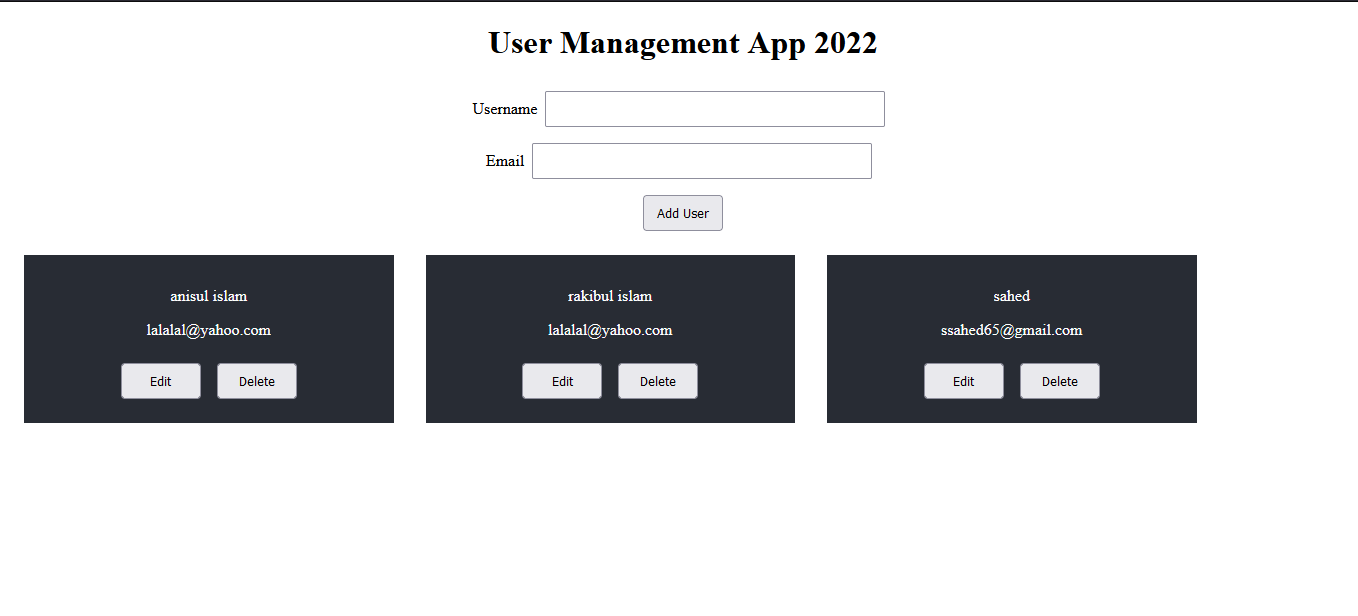 User Management App 2022
Username
Email
Add User
anisul islam
lalalal@yahoo.com
Edit Delete
rakibul islam
lalalal@yahoo.com
Edit Delete
sahed
ssahed65@gmail.com
Edit Delete